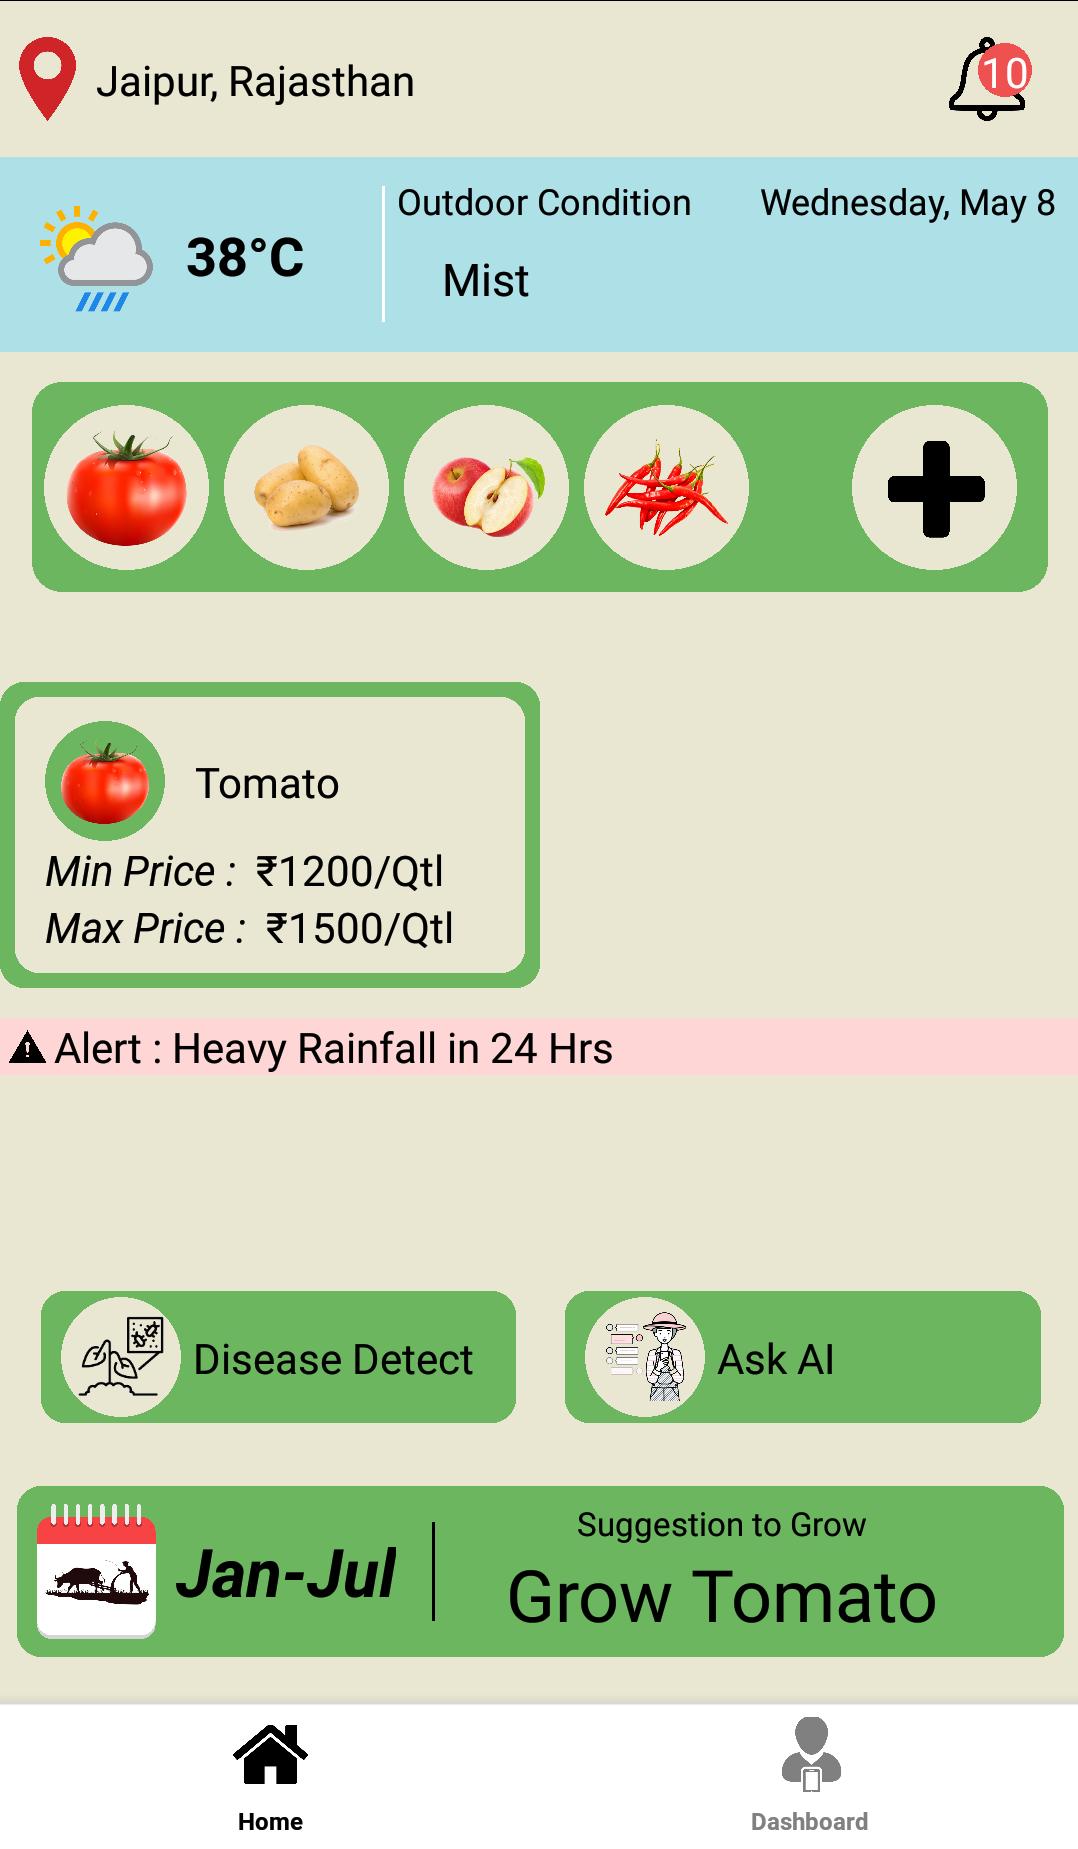 Jaipur, Rajasthan
10
38°C
Outdoor Condition
Wednesday, May 8
Mist
Tomato
Min Price : ₹1200/Qtl
Max Price : ₹1500/Qtl
Alert : Heavy Rainfall in 24 Hrs
Disease Detect
Ask AI
Jan-Jul
Suggestion to Grow
Grow Tomato
Home
Dashboard